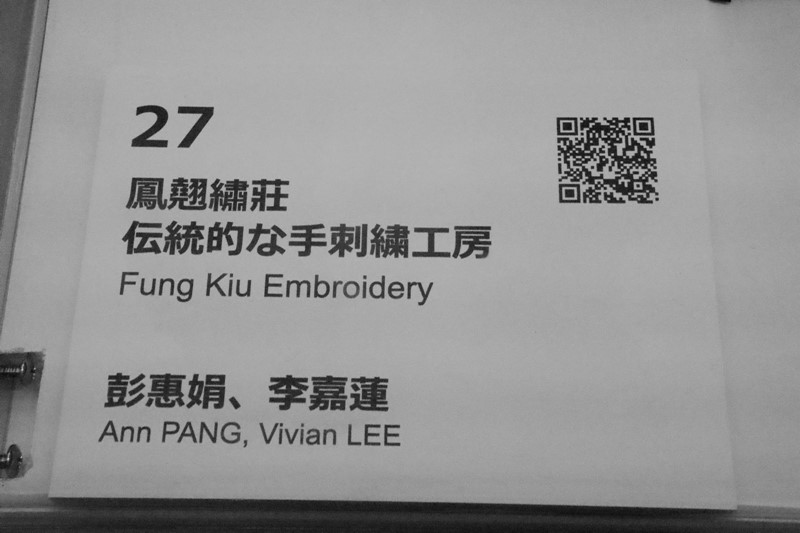 27
鳳翹繡莊
伝統的な手刺繍工房
Fung Kiu Embroidery
彭惠娟、李嘉蓮
Ann PANG, Vivian LEE